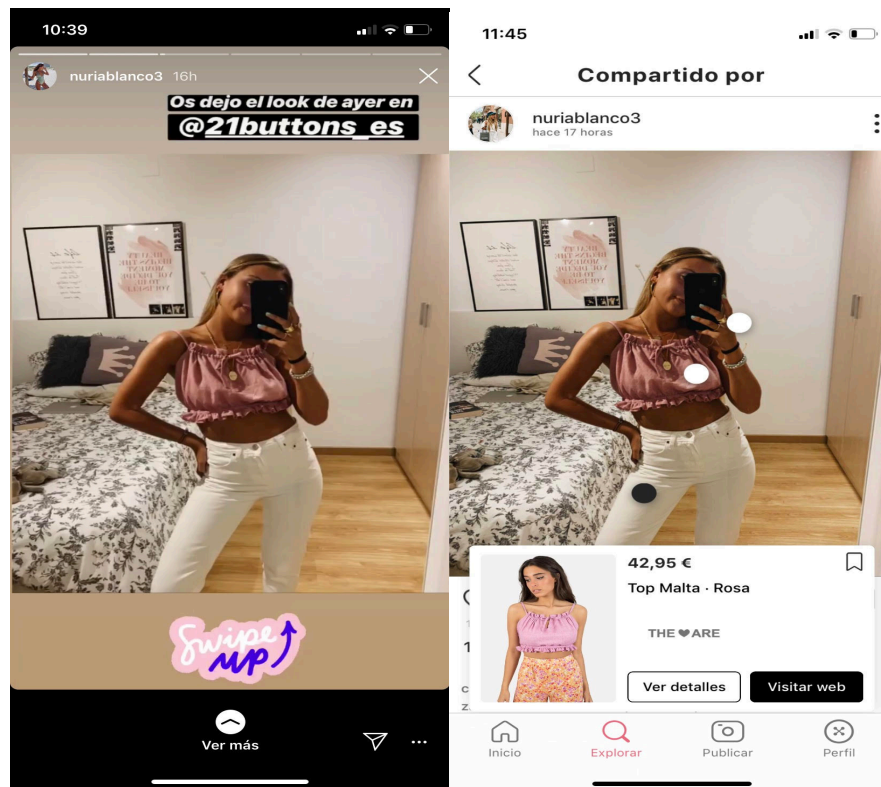 10:39
nuriablanco3 16h
Os dejo el look de ayer en
@21buttons_es
Swipe
up
Ver más
11:45
Compartido por
nuriablanco3
hace 17 horas
42,95 €
Top Malta · Rosa
THE ♥ ARE
Ver detalles
Visitar web
Inicio
Explorar
Publicar
Perfil